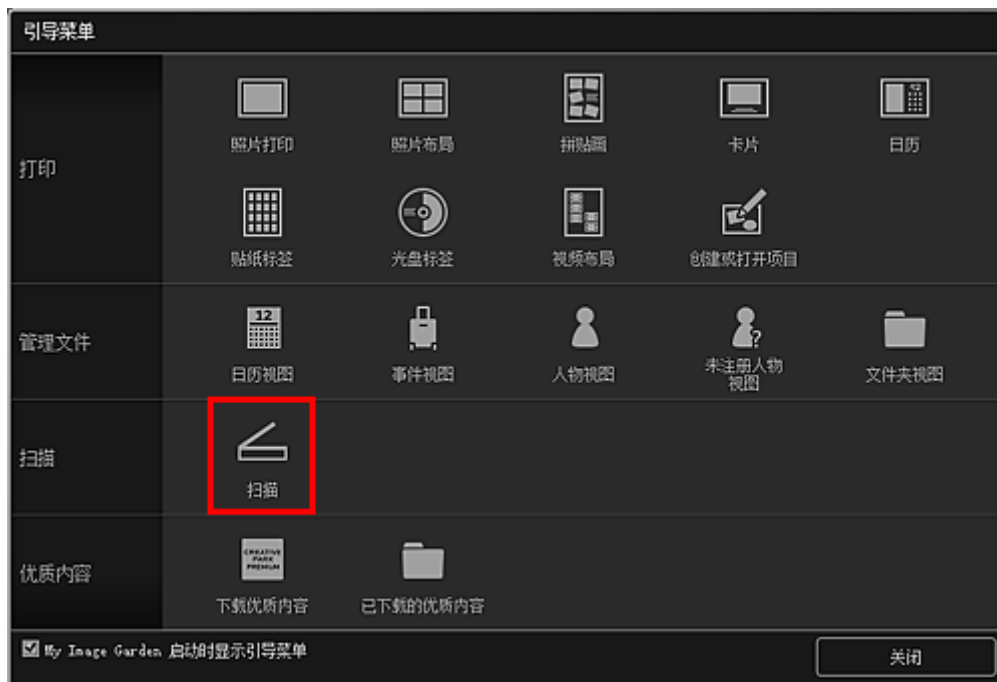 引导菜单
打印
照片打印 照片布局 拼贴画 卡片 日历
贴纸标签 光盘标签 视频布局 创建或打开项目
管理文件
12
日历视图 事件视图 人物视图 未注册人物
视图 文件夹视图
扫描
扫描
优质内容
CREATIVE
PARK
PREMIUM
下载优质内容 已下载的优质内容
My Image Garden 启动时显示引导菜单
关闭